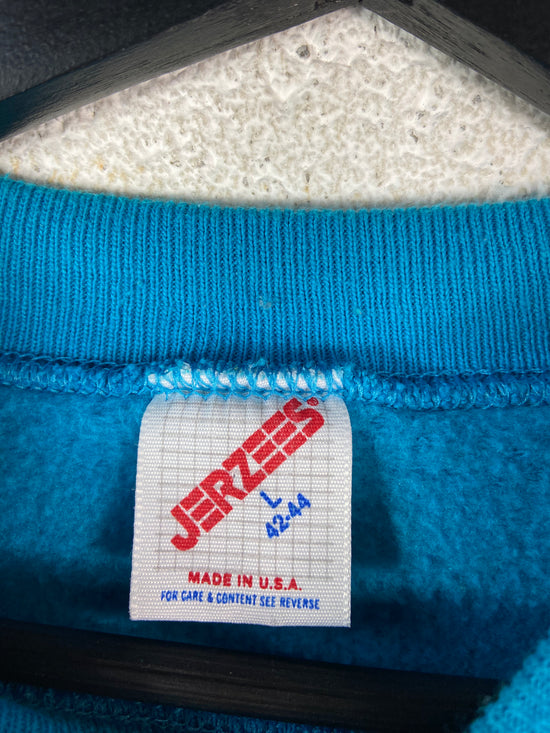 JERZEES®
L
42-44
MADE IN U.S.A.
FOR CARE & CONTENT SEE REVERSE